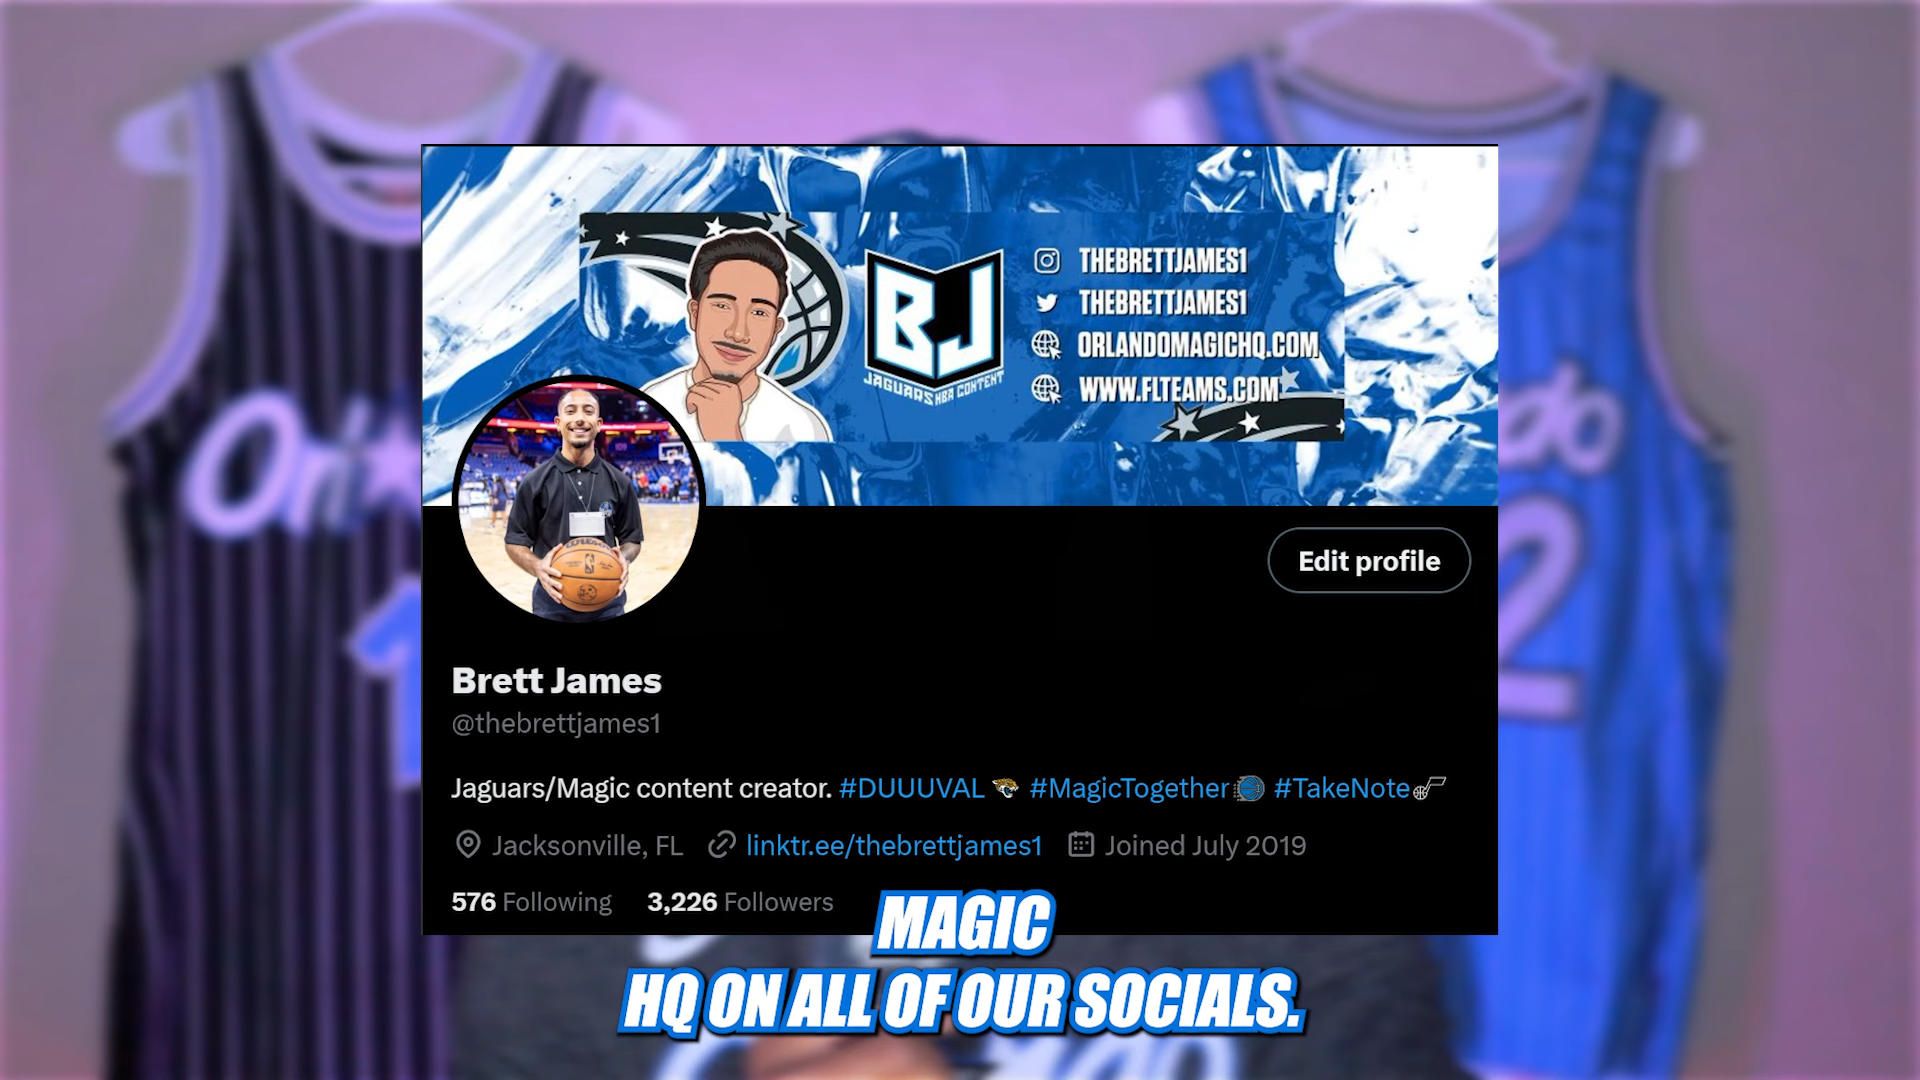 THEBRETTJAMES1
THEBRETTJAMES1
BJ
ORLANDOMAGICHQ.COM
JAGUARS NBA CONTENT
WWW.FLTEAMS.COM
Edit profile
Brett James
@thebrettjames1
Jaguars/Magic content creator. #DUUUVAL #MagicTogether #TakeNote
Jacksonville, FL linktr.ee/thebrettjames1 Joined July 2019
576 Following 3,226 Followers
MAGIC
HQ ON ALL OF OUR SOCIALS.